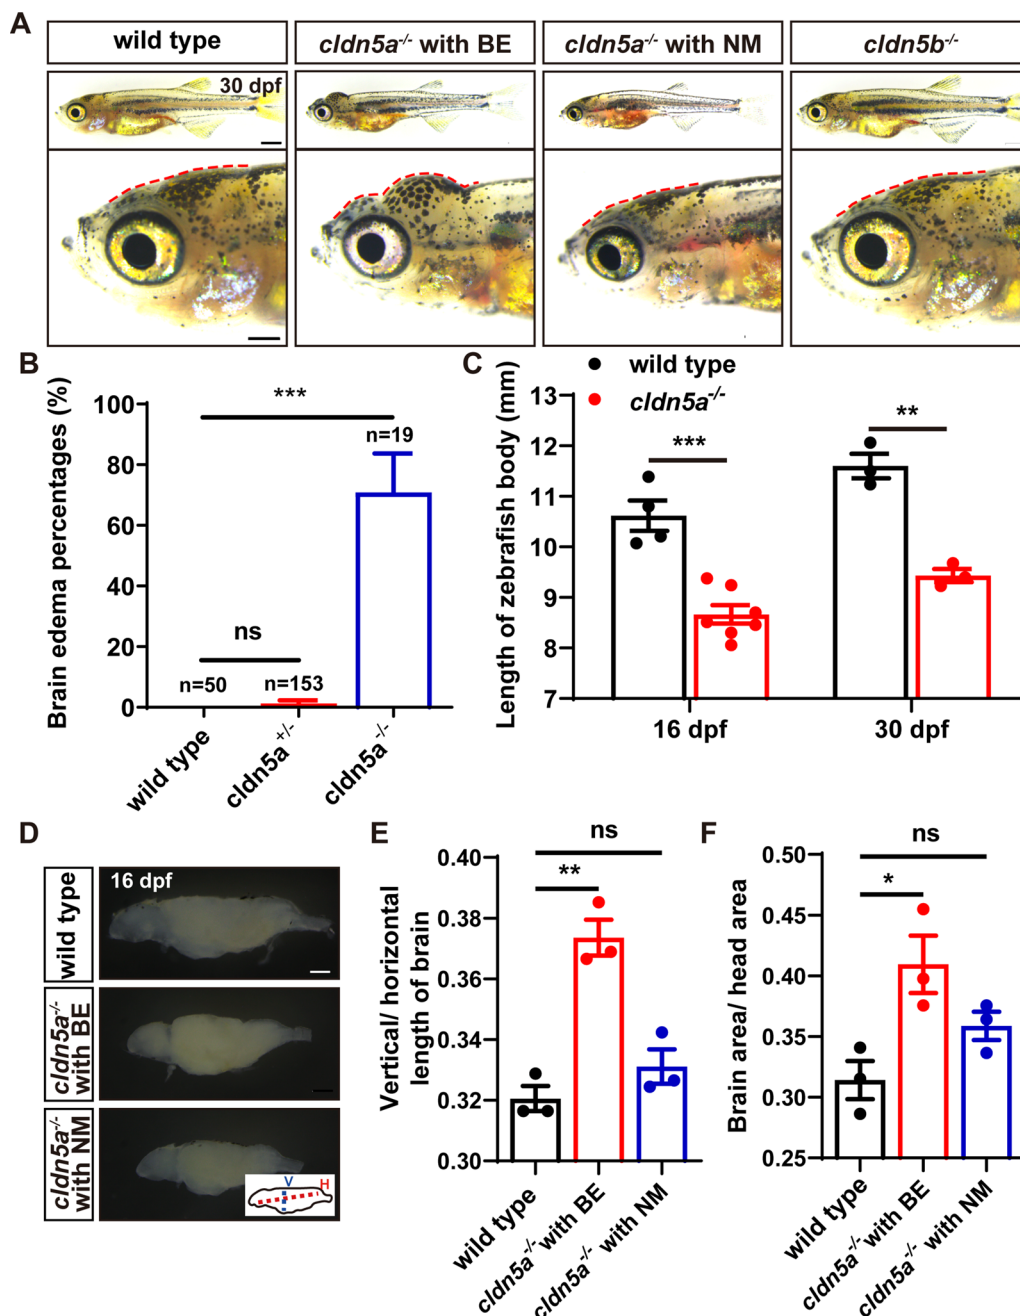 A
wild type
cldn5a-/- with BE
cldn5a-/- with NM
cldn5b-/-
30 dpf
B
Brain edema percentages (%)
100
80
60
40
20
0
***
n=19
ns
n=50
n=153
wild type
cldn5a+/-
cldn5a-/-
C
wild type
cldn5a-/-
Length of zebrafish body (mm)
13
12
11
10
9
8
7
***
**
16 dpf
30 dpf
D
16 dpf
wild type
cldn5a-/-
with BE
cldn5a-/-
with NM
V
H
E
Vertical/ horizontal
length of brain
0.40
0.38
0.36
0.34
0.32
0.30
ns
**
wild type
cldn5a-/- with BE
cldn5a-/- with NM
F
Brain area/ head area
0.50
0.45
0.40
0.35
0.30
0.25
ns
*
wild type
cldn5a-/- with BE
cldn5a-/- with NM